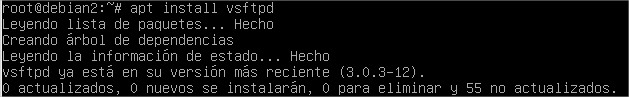 root@debian2:~# apt install vsftpd
Leyendo lista de paquetes... Hecho
Creando árbol de dependencias
Leyendo la información de estado... Hecho
vsftpd ya está en su versión más reciente (3.0.3-12).
0 actualizados, 0 nuevos se instalarán, 0 para eliminar y 55 no actualizados.